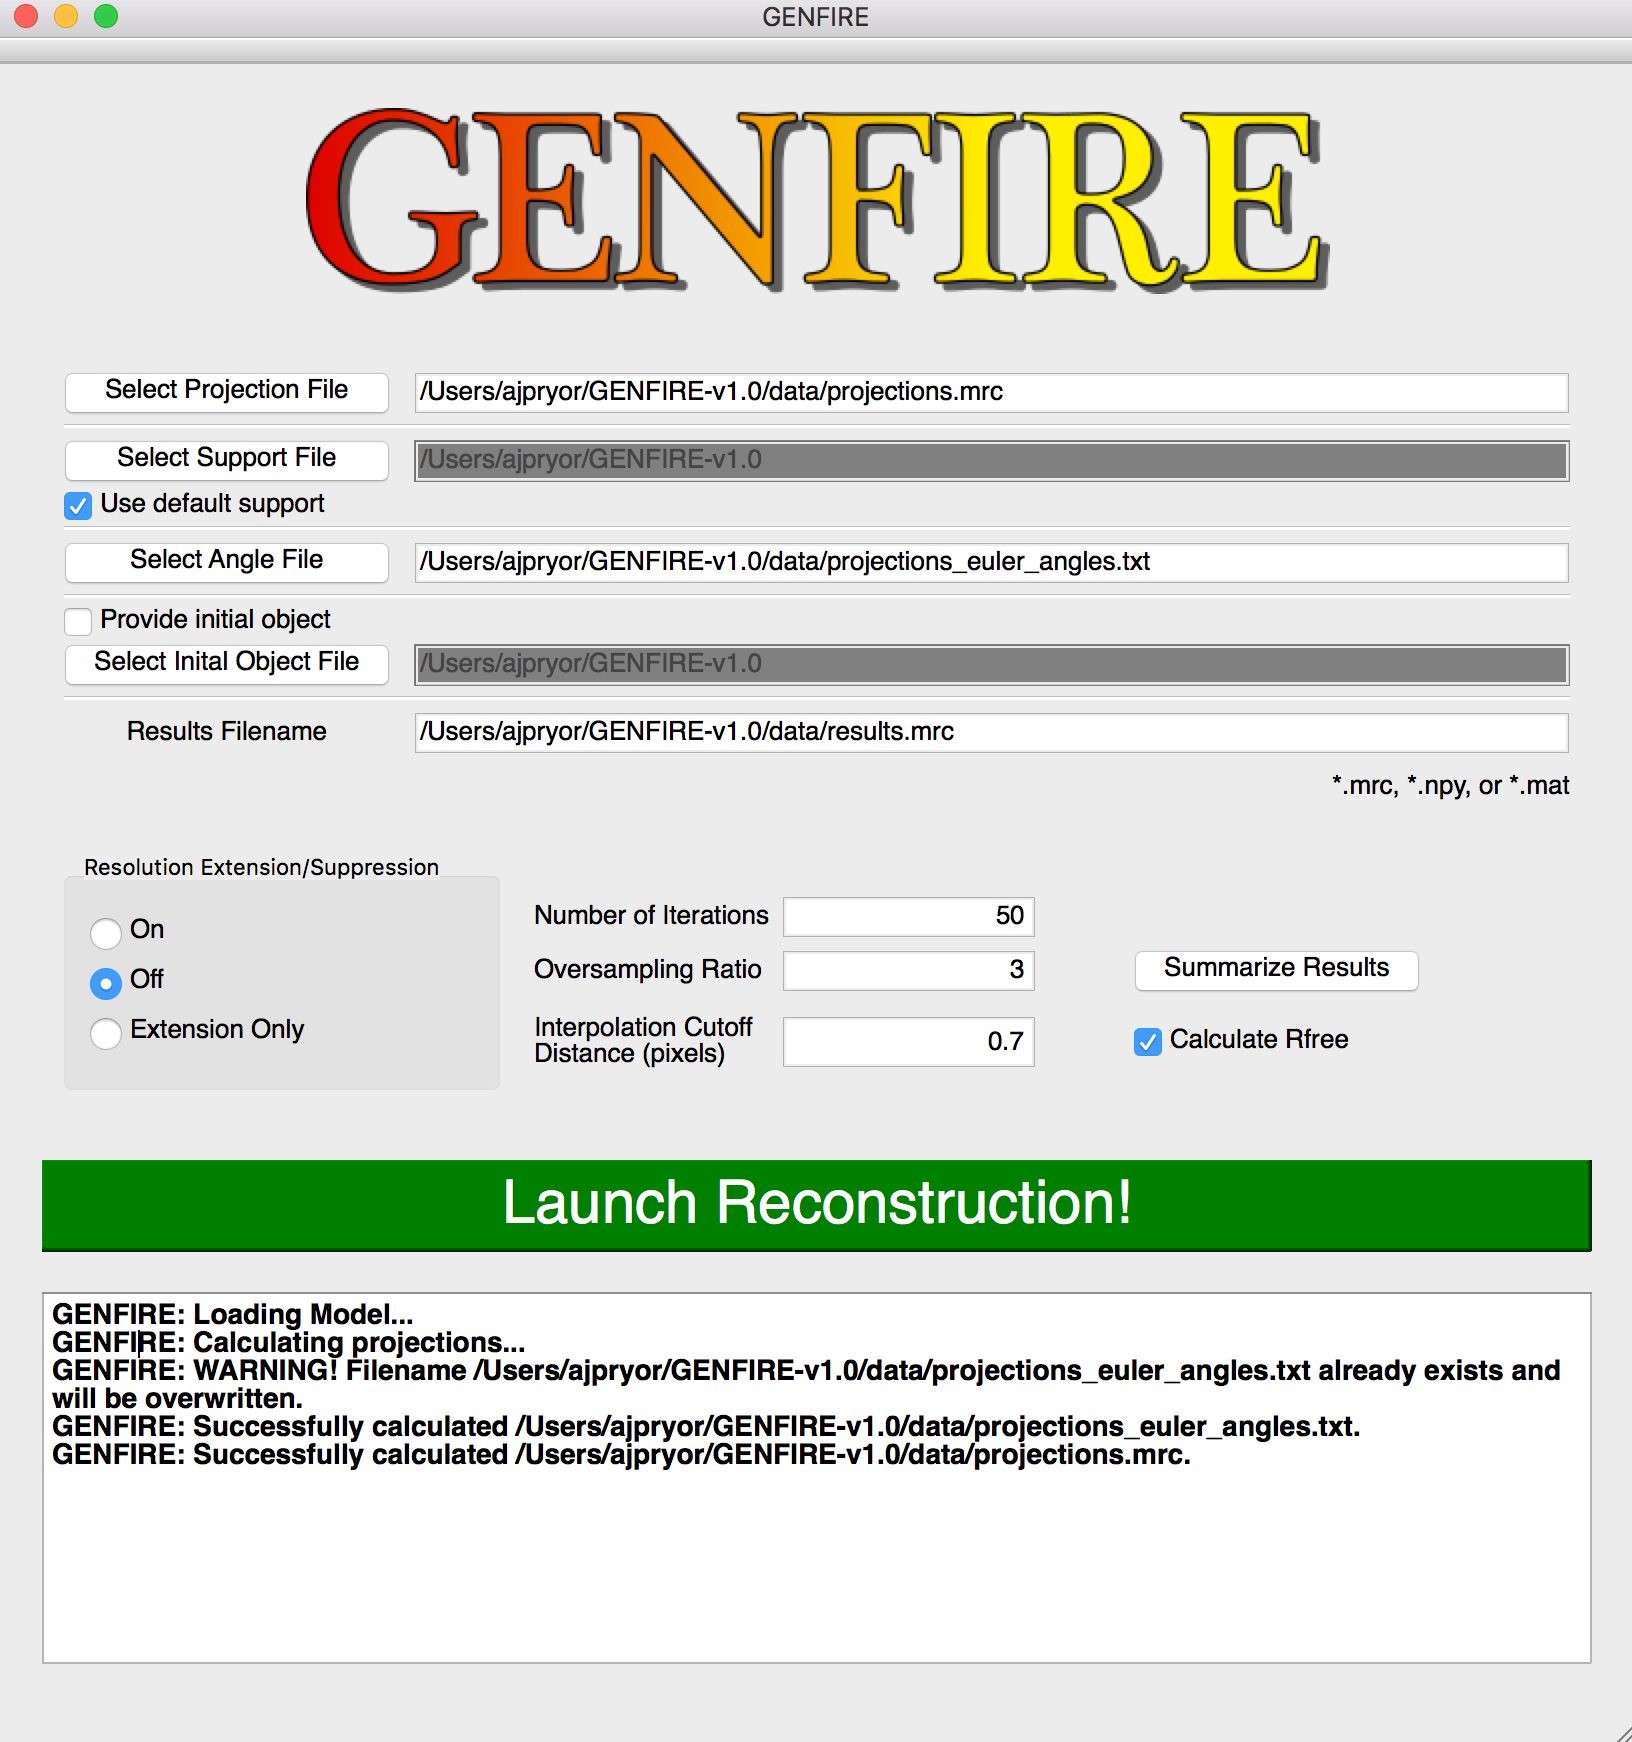 GENFIRE
GENFIRE
Select Projection File
/Users/ajpryor/GENFIRE-v1.0/data/projections.mrc
Select Support File
/Users/ajpryor/GENFIRE-v1.0
Use default support
Select Angle File
/Users/ajpryor/GENFIRE-v1.0/data/projections_euler_angles.txt
Provide initial object
Select Inital Object File
/Users/ajpryor/GENFIRE-v1.0
Results Filename
/Users/ajpryor/GENFIRE-v1.0/data/results.mrc
*.mrc, *.npy, or *.mat
Resolution Extension/Suppression
On
Off
Extension Only
Number of Iterations
50
Oversampling Ratio
3
Interpolation Cutoff
Distance (pixels)
0.7
Summarize Results
Calculate Rfree
Launch Reconstruction!
GENFIRE: Loading Model...
GENFIRE: Calculating projections...
GENFIRE: WARNING! Filename /Users/ajpryor/GENFIRE-v1.0/data/projections_euler_angles.txt already exists and
will be overwritten.
GENFIRE: Successfully calculated /Users/ajpryor/GENFIRE-v1.0/data/projections_euler_angles.txt.
GENFIRE: Successfully calculated /Users/ajpryor/GENFIRE-v1.0/data/projections.mrc.